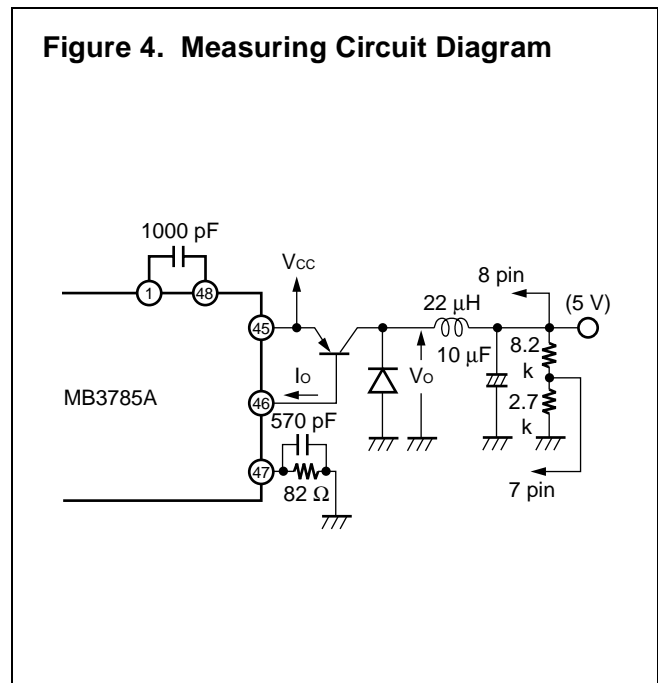 Figure 4. Measuring Circuit Diagram
1000 pF
1
48
VCC
8 pin
(5 V)
22 μH
45
10 μF
8.2
k
IO
VO
MB3785A
46
2.7
k
570 pF
47
82 Ω
7 pin